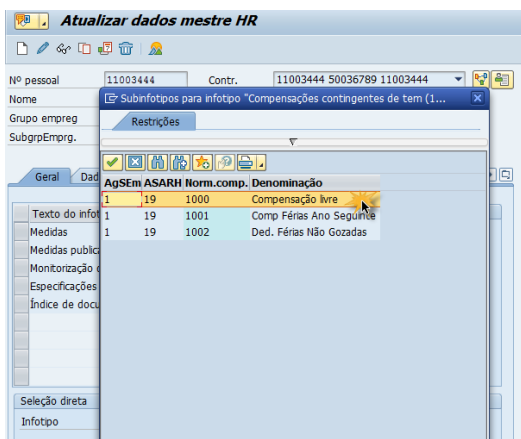 Atualizar dados mestre HR
Nº pessoal 11003444 Contr. 11003444 50036789 11003444
Nome
Grupo empreg
SubgrpEmprg.
Subinfotipos para infotipo "Compensações contingentes de tem (1...
Restrições
Geral Dad
AgSEm ASARH Norm.comp. Denominação
1 19 1000 Compensação livre
1 19 1001 Comp Férias Ano Seguinte
1 19 1002 Ded. Férias Não Gozadas
Texto do infot
Medidas
Medidas publica
Monitorização
Especificações
Índice de docu
Seleção direta
Infotipo